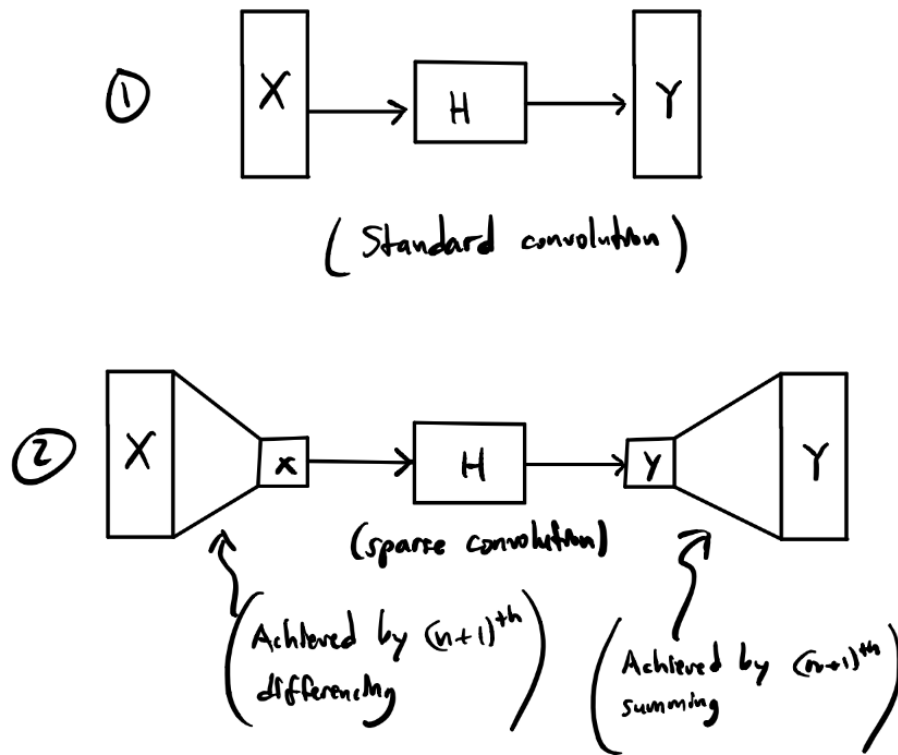 ①
X
H
Y
(Standard convolution)
②
X
x
H
y
Y
(sparse convolution)
(Achieved by (n+1)th
differencing)
(Achieved by (n+1)th
summing)